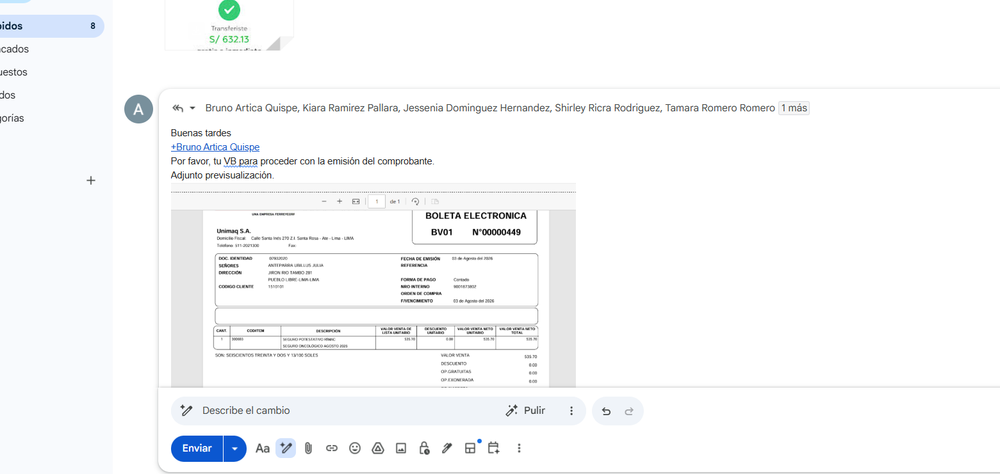 Transferiste
S/ 632.13
bidos 8
cados
uestos
dos
gorías
A
Bruno Artica Quispe, Kiara Ramirez Pallara, Jessenia Dominguez Hernandez, Shirley Ricra Rodriguez, Tamara Romero Romero 1 más
Buenas tardes
+Bruno Artica Quispe
Por favor, tu VB para proceder con la emisión del comprobante.
Adjunto previsualización.
1 de 1
UNA EMPRESA FERREYCORP
BOLETA ELECTRONICA
BV01 N°00000449
Unimaq S.A.
Domicilio Fiscal: Calle Santa Inés 270 Z.I. Santa Rosa - Ate - Lima - LIMA
Teléfono: 511-2021300 Fax:
DOC. IDENTIDAD 07932020 FECHA DE EMISIÓN 03 de Agosto del 2026
SEÑORES ANTEPARRA UBILLUS JULIA REFERENCIA
DIRECCIÓN JIRON RIO TAMBO 281
PUEBLO LIBRE-LIMA-LIMA FORMA DE PAGO Contado
CODIGO CLIENTE 1510101 NRO INTERNO 9001873802
ORDEN DE COMPRA
F/VENCIMIENTO 03 de Agosto del 2026
CANT. CODITEM DESCRIPCIÓN VALOR VENTA DE LISTA UNITARIO DESCUENTO UNITARIO VALOR VENTA NETO UNITARIO VALOR VENTA NETO TOTAL
1 300693 SEGURO POTESTATIVO RÍMAC 535.70 0.00 535.70 535.70
SEGURO ONCOLÓGICO AGOSTO 2025
SON: SEISCIENTOS TREINTA Y DOS Y 13/100 SOLES VALOR VENTA 535.70
DESCUENTO 0.00
OP.GRATUITAS 0.00
OP.EXONERADA 0.00
Describe el cambio Pulir
Enviar Aa